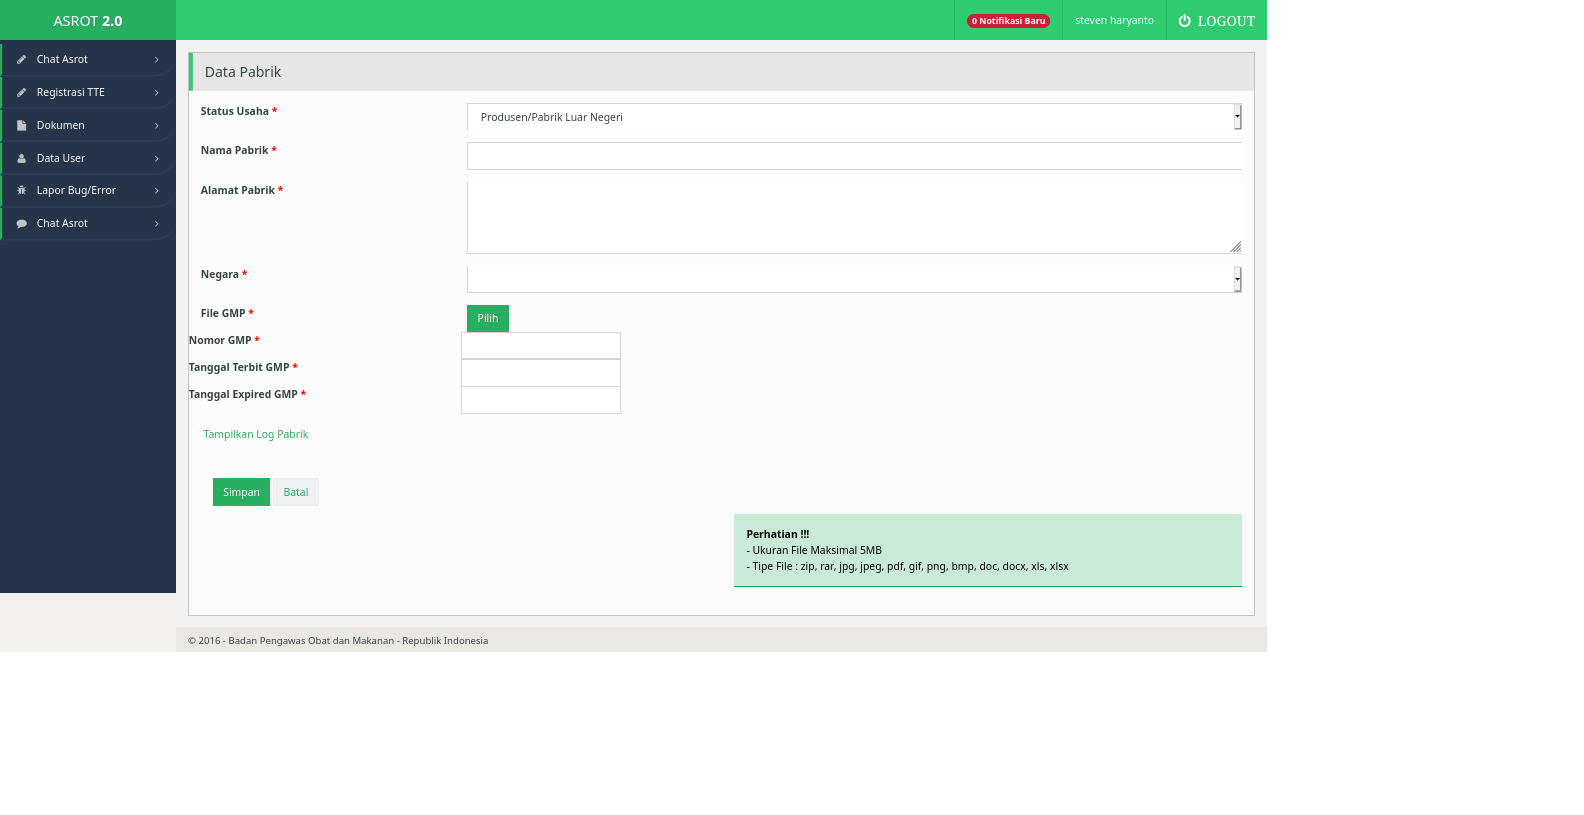 ASROT 2.0
0 Notifikasi Baru
steven haryanto
LOGOUT
Chat Asrot
Registrasi TTE
Dokumen
Data User
Lapor Bug/Error
Chat Asrot
Data Pabrik
Status Usaha *
Produsen/Pabrik Luar Negeri
Nama Pabrik *
Alamat Pabrik *
Negara *
File GMP *
Pilih
Nomor GMP *
Tanggal Terbit GMP *
Tanggal Expired GMP *
Tampilkan Log Pabrik
Simpan
Batal
Perhatian !!!
- Ukuran File Maksimal 5MB
- Tipe File : zip, rar, jpg, jpeg, pdf, gif, png, bmp, doc, docx, xls, xlsx
© 2016 - Badan Pengawas Obat dan Makanan - Republik Indonesia